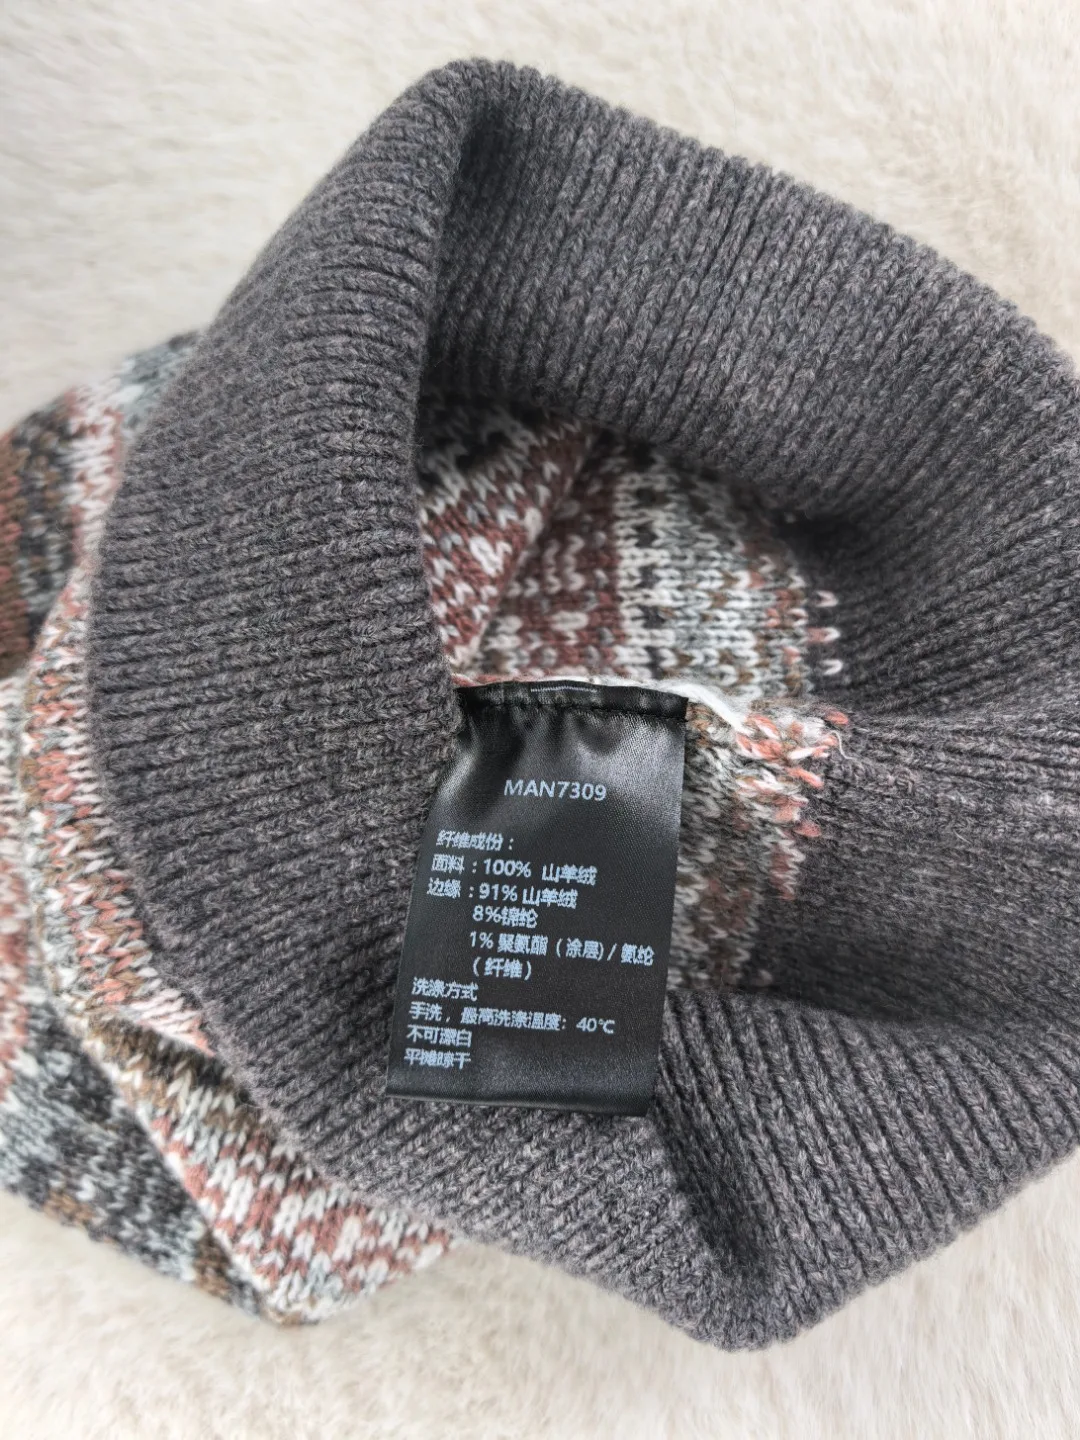 MAN7309
纤维成份：
面料：100% 山羊绒
边缘：91%山羊绒
8%锦纶
1%聚氨酯（涂层)/氨纶
（纤维）
洗涤方式
手洗，最高洗涤温度：40℃
不可漂白
平摊晾干